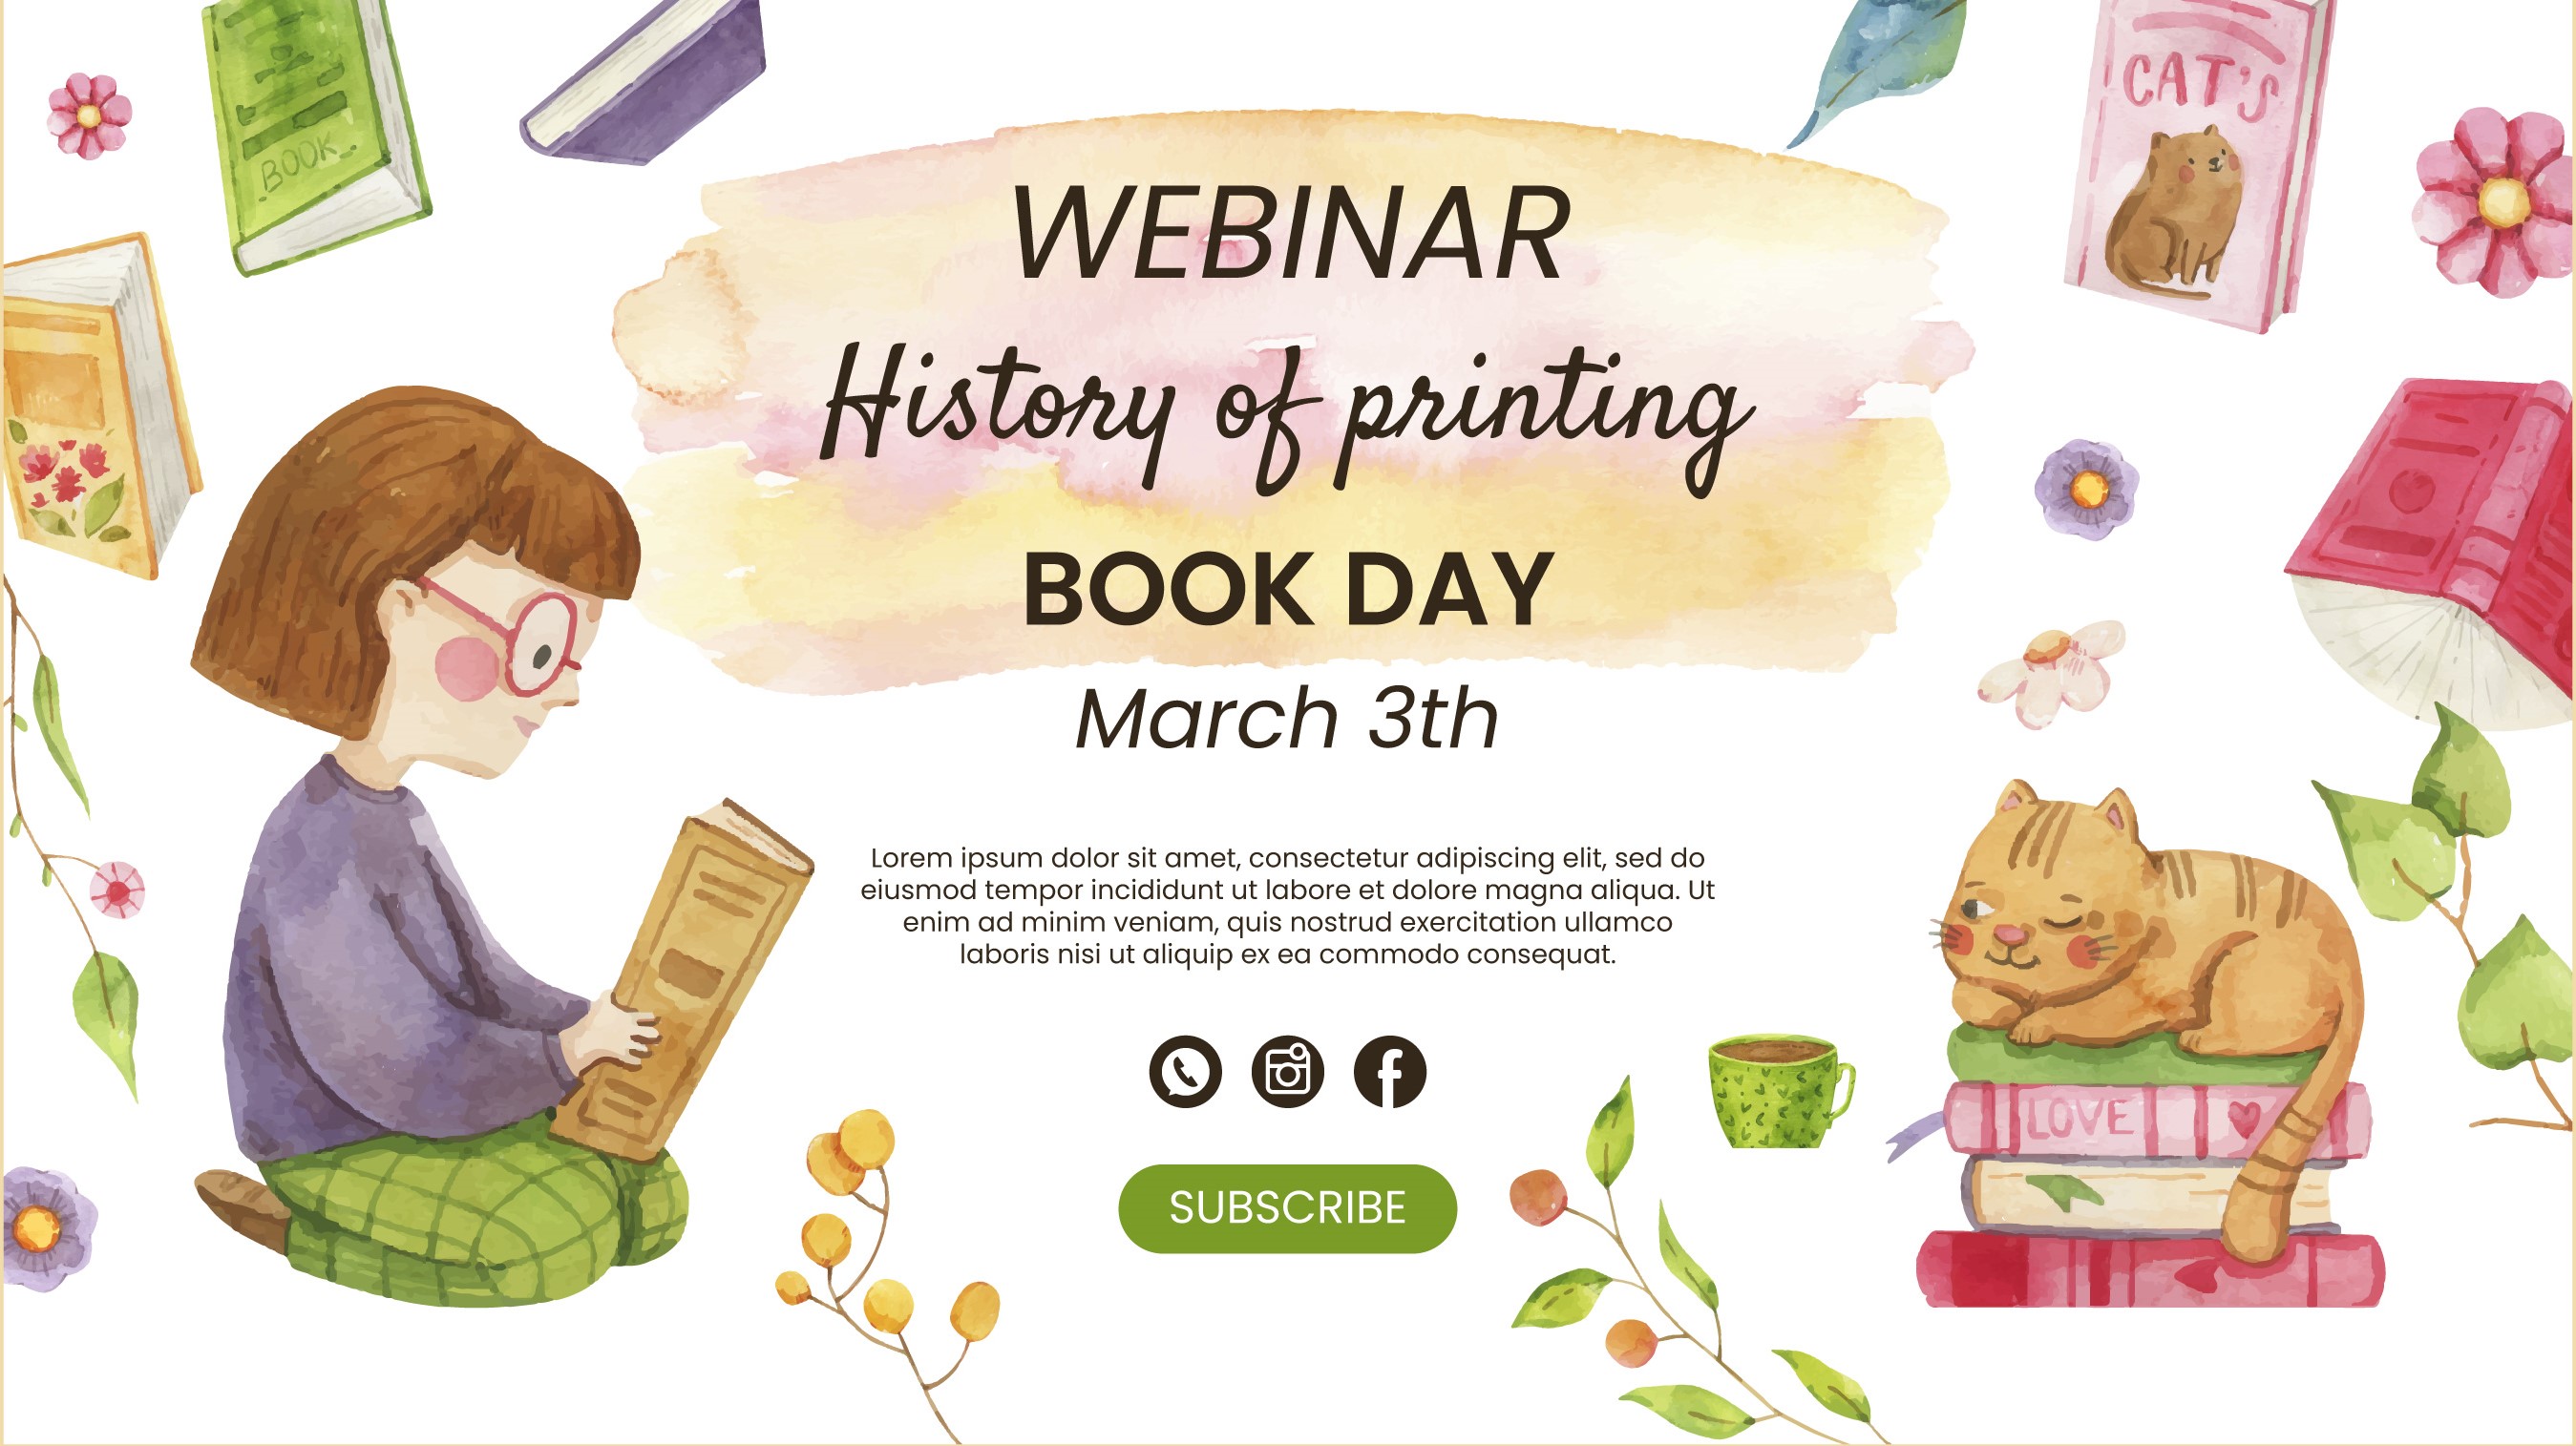 BOOK
CAT'S
WEBINAR
History of printing
BOOK DAY
March 3th
Lorem ipsum dolor sit amet, consectetur adipiscing elit, sed do
eiusmod tempor incididunt ut labore et dolore magna aliqua. Ut
enim ad minim veniam, quis nostrud exercitation ullamco
laboris nisi ut aliquip ex ea commodo consequat.
LOVE
SUBSCRIBE